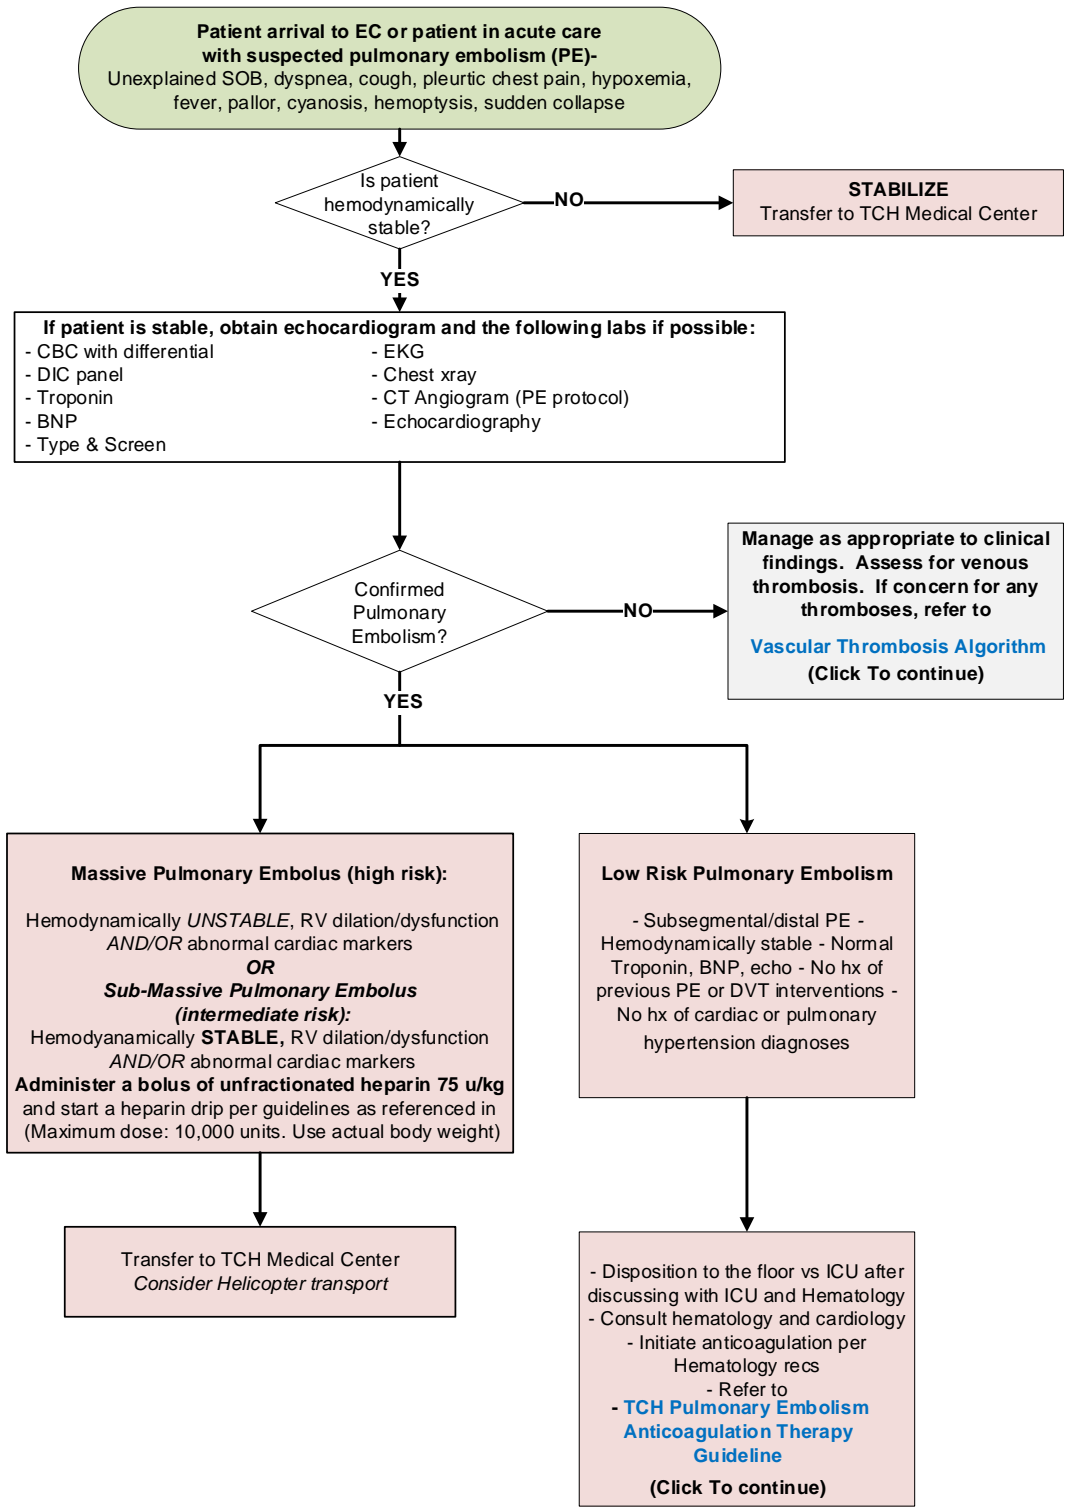 Patient arrival to EC or patient in acute care
with suspected pulmonary embolism (PE)-
Unexplained SOB, dyspnea, cough, pleurtic chest pain, hypoxemia,
fever, pallor, cyanosis, hemoptysis, sudden collapse
Is patient
hemodynamically
stable?
NO
STABILIZE
Transfer to TCH Medical Center
YES
If patient is stable, obtain echocardiogram and the following labs if possible:
- CBC with differential
- DIC panel
- Troponin
- BNP
- Type & Screen
- EKG
- Chest xray
- CT Angiogram (PE protocol)
- Echocardiography
Confirmed
Pulmonary
Embolism?
NO
Manage as appropriate to clinical
findings. Assess for venous
thrombosis. If concern for any
thromboses, refer to
Vascular Thrombosis Algorithm
(Click To continue)
YES
Massive Pulmonary Embolus (high risk):
Hemodynamically UNSTABLE, RV dilation/dysfunction
AND/OR abnormal cardiac markers
OR
Sub-Massive Pulmonary Embolus
(intermediate risk):
Hemodyanamically STABLE, RV dilation/dysfunction
AND/OR abnormal cardiac markers
Administer a bolus of unfractionated heparin 75 u/kg
and start a heparin drip per guidelines as referenced in
(Maximum dose: 10,000 units. Use actual body weight)
Transfer to TCH Medical Center
Consider Helicopter transport
Low Risk Pulmonary Embolism
- Subsegmental/distal PE -
Hemodynamically stable - Normal
Troponin, BNP, echo - No hx of
previous PE or DVT interventions -
No hx of cardiac or pulmonary
hypertension diagnoses
- Disposition to the floor vs ICU after
discussing with ICU and Hematology
- Consult hematology and cardiology
- Initiate anticoagulation per
Hematology recs
- Refer to
- TCH Pulmonary Embolism
Anticoagulation Therapy
Guideline
(Click To continue)